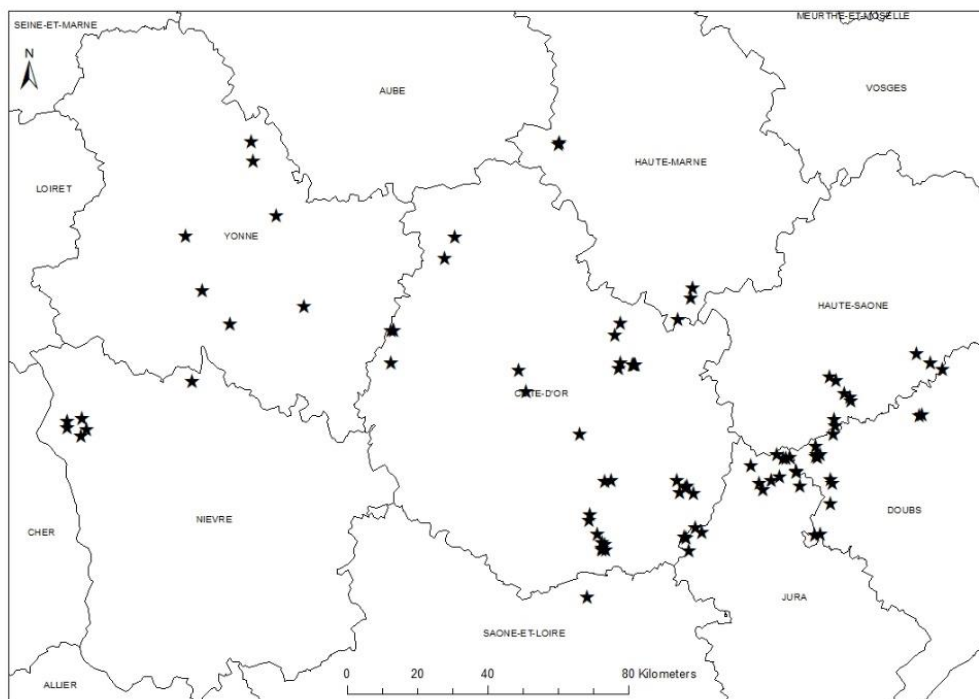 SEINE-ET-MARNE
MEURTHE-ET-MOSELLE
N
AUBE
VOSGES
HAUTE-MARNE
LOIRET
YONNE
HAUTE-SAONE
COTE-D'OR
NIEVRE
DOUBS
CHER
JURA
SAONE-ET-LOIRE
ALLIER
0 20 40 80 Kilometers